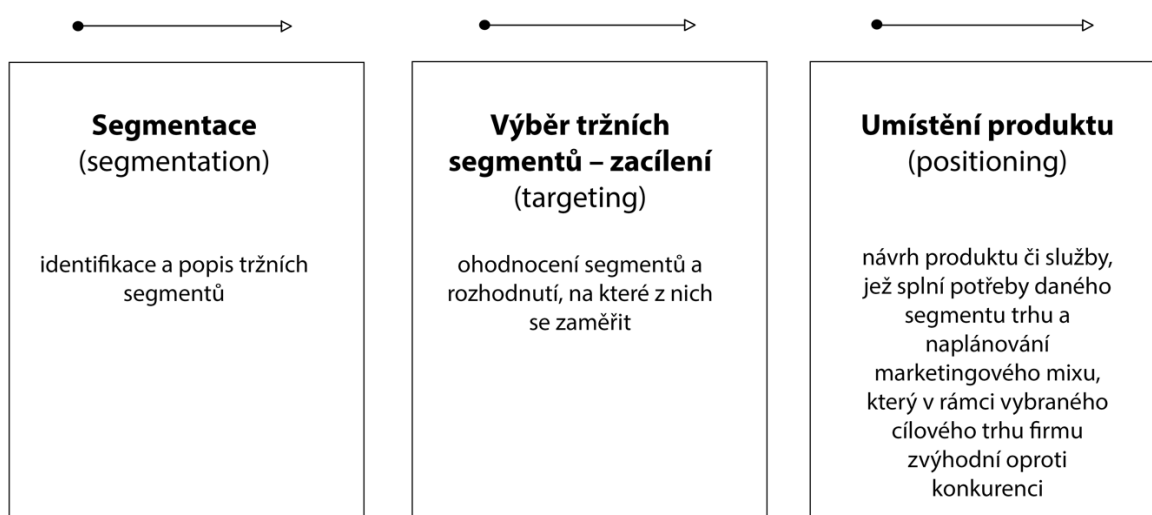 Segmentace
(segmentation)
identifikace a popis tržních
segmentů
Výběr tržních
segmentů – zacílení
(targeting)
ohodnocení segmentů a
rozhodnutí, na které z nich
se zaměřit
Umístění produktu
(positioning)
návrh produktu či služby,
jež splní potřeby daného
segmentu trhu a
naplánování
marketingového mixu,
který v rámci vybraného
cílového trhu firmu
zvýhodní oproti
konkurenci